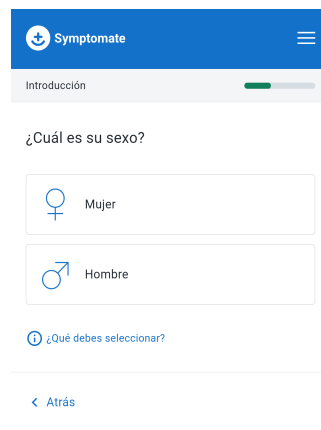 Symptomate
Introducción
¿Cuál es su sexo?
Mujer
Hombre
¿Qué debes seleccionar?
Atrás